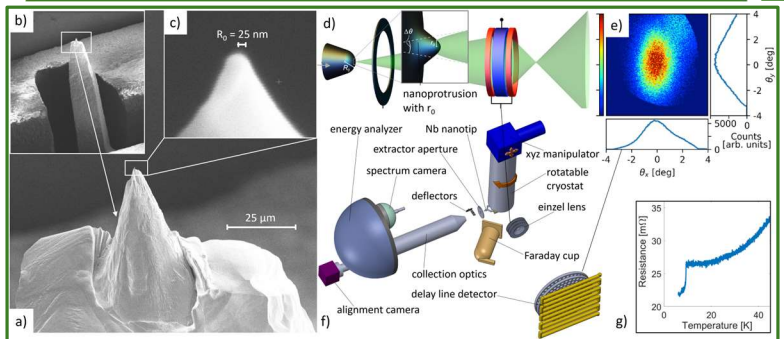 b)
c)
R₀ = 25 nm
25 µm
a)
d)
Δθ
R₀
r₀
nanoprotrusion
with r₀
energy analyzer
Nb nanotip
extractor aperture
spectrum camera
deflectors
xyz manipulator
rotatable
cryostat
einzel lens
Faraday cup
collection optics
delay line detector
alignment camera
f)
e)
4
2
0
-2
-4
θy [deg]
5000
0
Counts
[arb. units]
-4 -2 0 2 4
θx [deg]
Resistance [mΩ]
35
30
25
20
0 20 40
Temperature [K]
g)